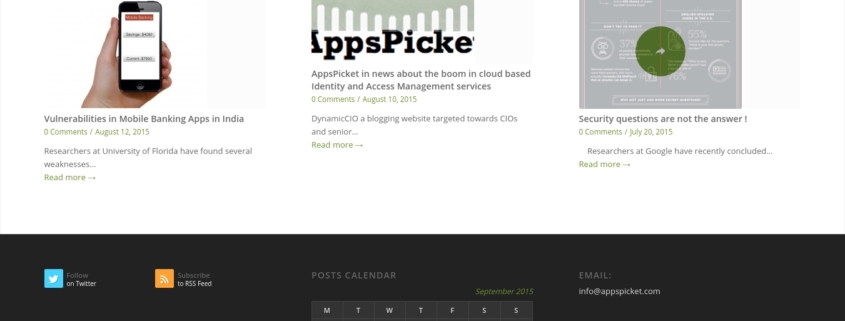 Mobile Banking
Savings $4590
Current $7800
Vulnerabilities in Mobile Banking Apps in India
0 Comments / August 12, 2015
Researchers at University of Florida have found several
weaknesses...
Read more →
AppsPicket
AppsPicket in news about the boom in cloud based
Identity and Access Management services
0 Comments / August 10, 2015
DynamicCIO a blogging website targeted towards CIOs
and senior...
Read more →
37%
55%
Security questions are not the answer !
0 Comments / July 20, 2015
Researchers at Google have recently concluded...
Read more →
Follow
on Twitter
Subscribe
to RSS Feed
POSTS CALENDAR
September 2015
M T W T F S S
EMAIL:
info@appspicket.com